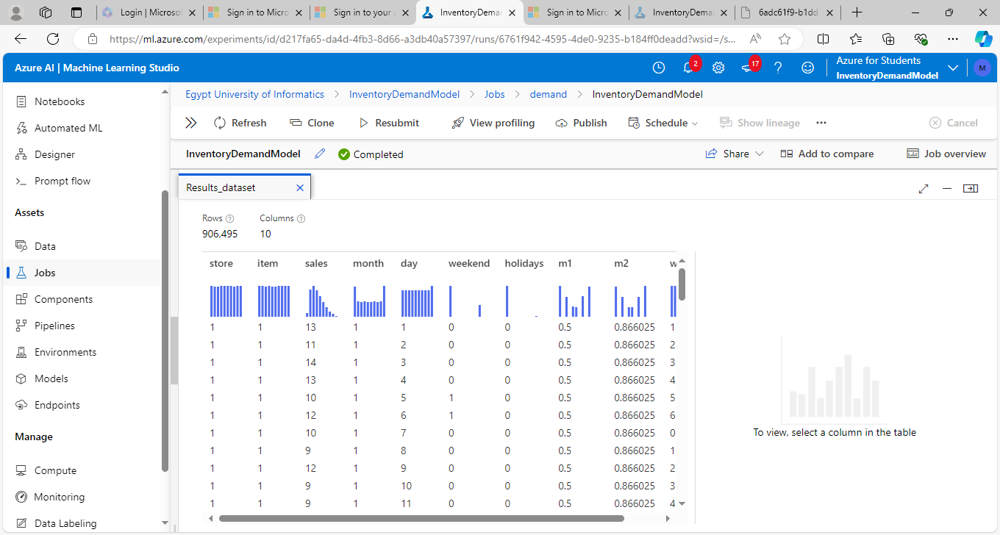 Login | Microsof
Sign in to Micro
Sign in to your a
InventoryDeman
Sign in to Micro
InventoryDeman
6adc61f9-b1dd
https://ml.azure.com/experiments/id/d217fa65-da4d-4fb3-8d66-a3db40a57397/runs/6761f942-4595-4de0-9235-b184ff0deadd?wsid=/s...
Azure AI | Machine Learning Studio
2
17
Azure for Students
InventoryDemandModel
M
Notebooks
Automated ML
Designer
Prompt flow
Assets
Data
Jobs
Components
Pipelines
Environments
Models
Endpoints
Manage
Compute
Monitoring
Data Labeling
Egypt University of Informatics > InventoryDemandModel > Jobs > demand > InventoryDemandModel
Refresh Clone Resubmit View profiling Publish Schedule Show lineage ... Cancel
InventoryDemandModel Completed Share Add to compare Job overview
Results_dataset
Rows Columns
906,495 10
store item sales month day weekend holidays m1 m2 w
1 1 13 1 1 0 0 0.5 0.866025 1
1 1 11 1 2 0 0 0.5 0.866025 2
1 1 14 1 3 0 0 0.5 0.866025 3
1 1 13 1 4 0 0 0.5 0.866025 4
1 1 10 1 5 1 0 0.5 0.866025 5
1 1 12 1 6 1 0 0.5 0.866025 6
1 1 10 1 7 0 0 0.5 0.866025 0
1 1 9 1 8 0 0 0.5 0.866025 1
1 1 12 1 9 0 0 0.5 0.866025 2
1 1 9 1 10 0 0 0.5 0.866025 3
1 1 9 1 11 0 0 0.5 0.866025 4
To view, select a column in the table